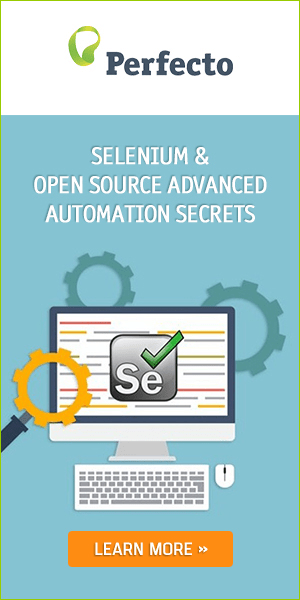 Perfecto
SELENIUM &
OPEN SOURCE ADVANCED
AUTOMATION SECRETS
Se
LEARN MORE »